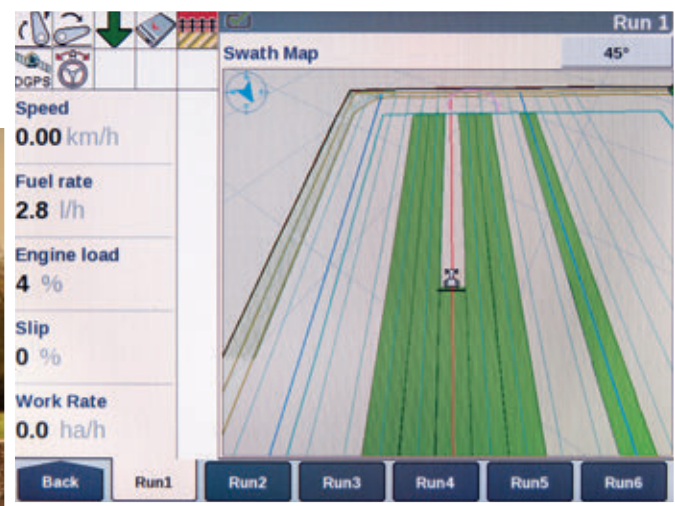 Run 1
Swath Map
45°
DGPS
Speed
0.00 km/h
Fuel rate
2.8 l/h
Engine load
4 %
Slip
0 %
Work Rate
0.0 ha/h
Back
Run1
Run2
Run3
Run4
Run5
Run6